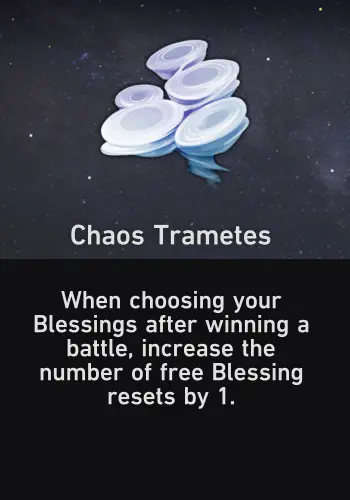 Chaos Trametes
When choosing your
Blessings after winning a
battle, increase the
number of free Blessing
resets by 1.